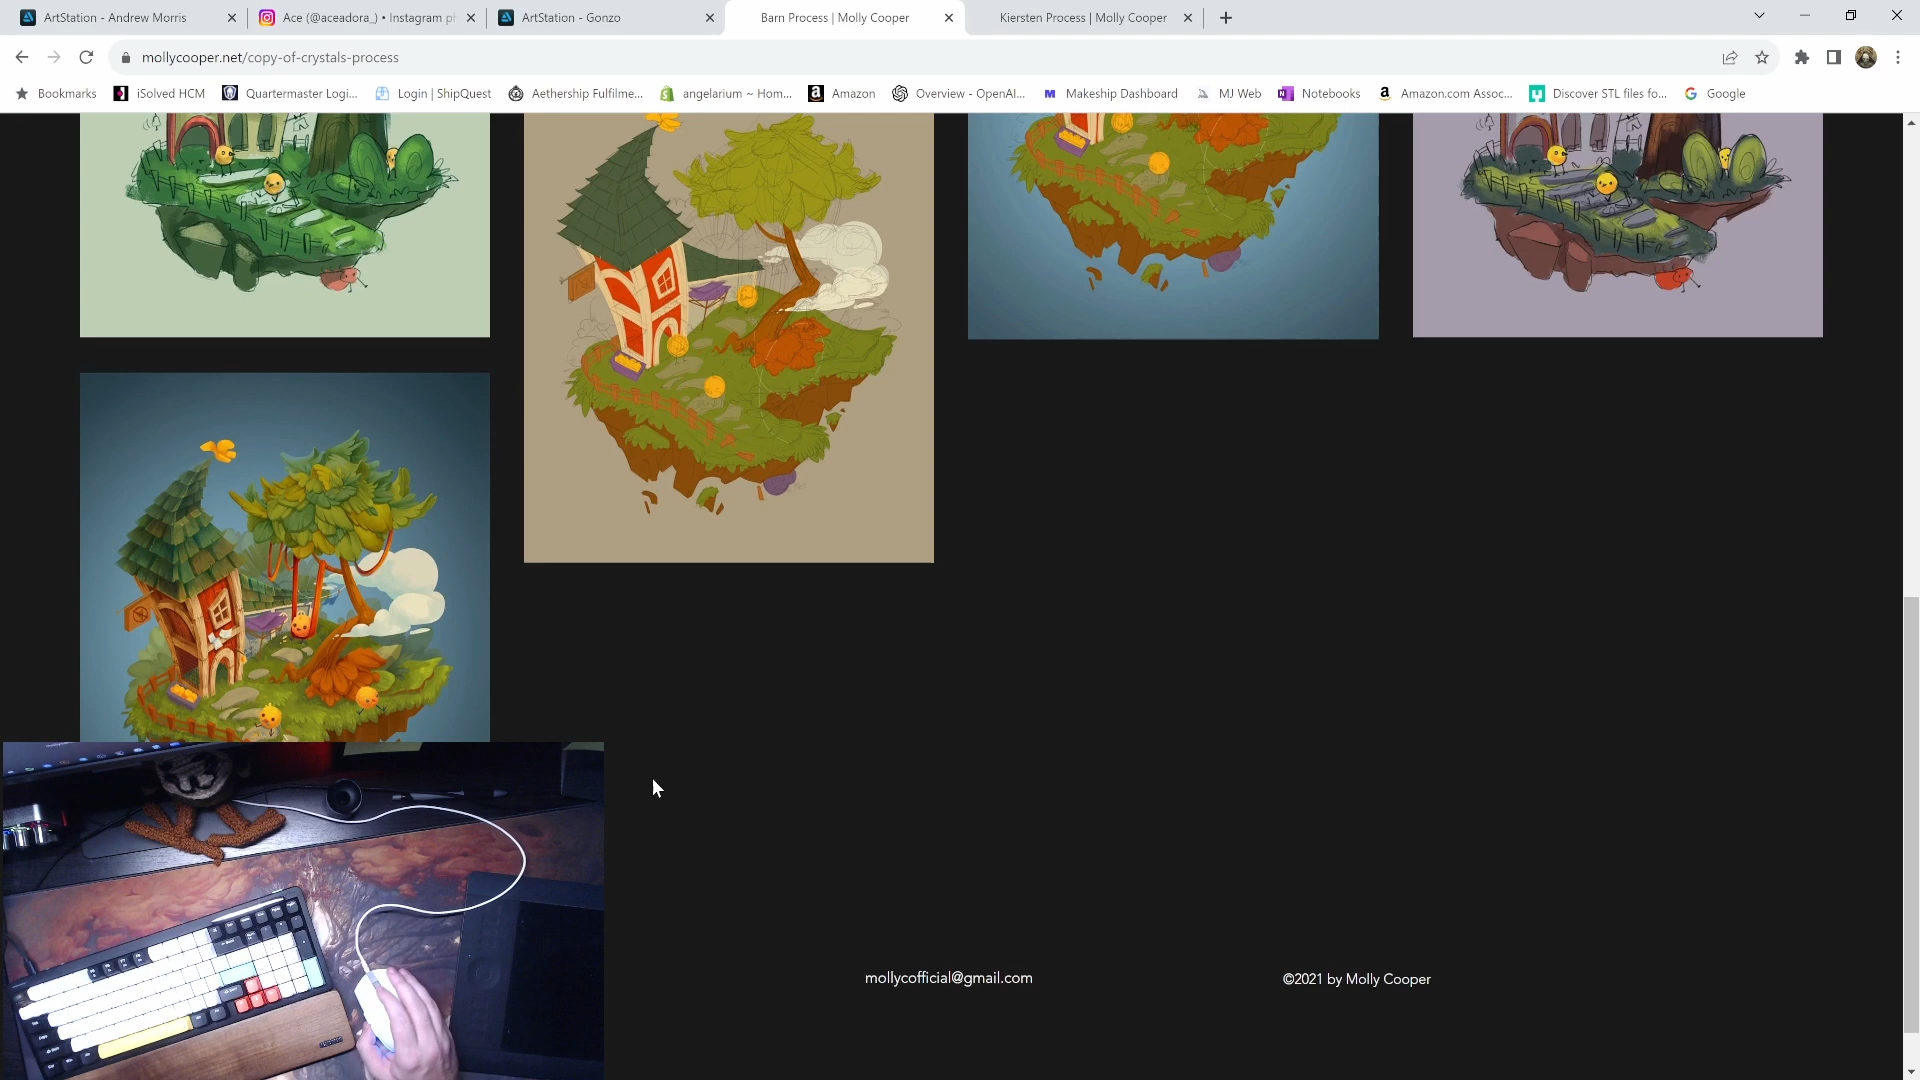 ArtStation - Andrew Morris
Ace (@aceadora_) • Instagram ph
ArtStation - Gonzo
Barn Process | Molly Cooper
Kiersten Process | Molly Cooper
mollycooper.net/copy-of-crystals-process
Bookmarks
iSolved HCM
Quartermaster Logi...
Login | ShipQuest
Aethership Fulfilme...
angelarium ~ Hom...
Amazon
Overview - OpenAI...
Makeship Dashboard
MJ Web
Notebooks
Amazon.com Assoc...
Discover STL files fo...
Google
mollycofficial@gmail.com
©2021 by Molly Cooper